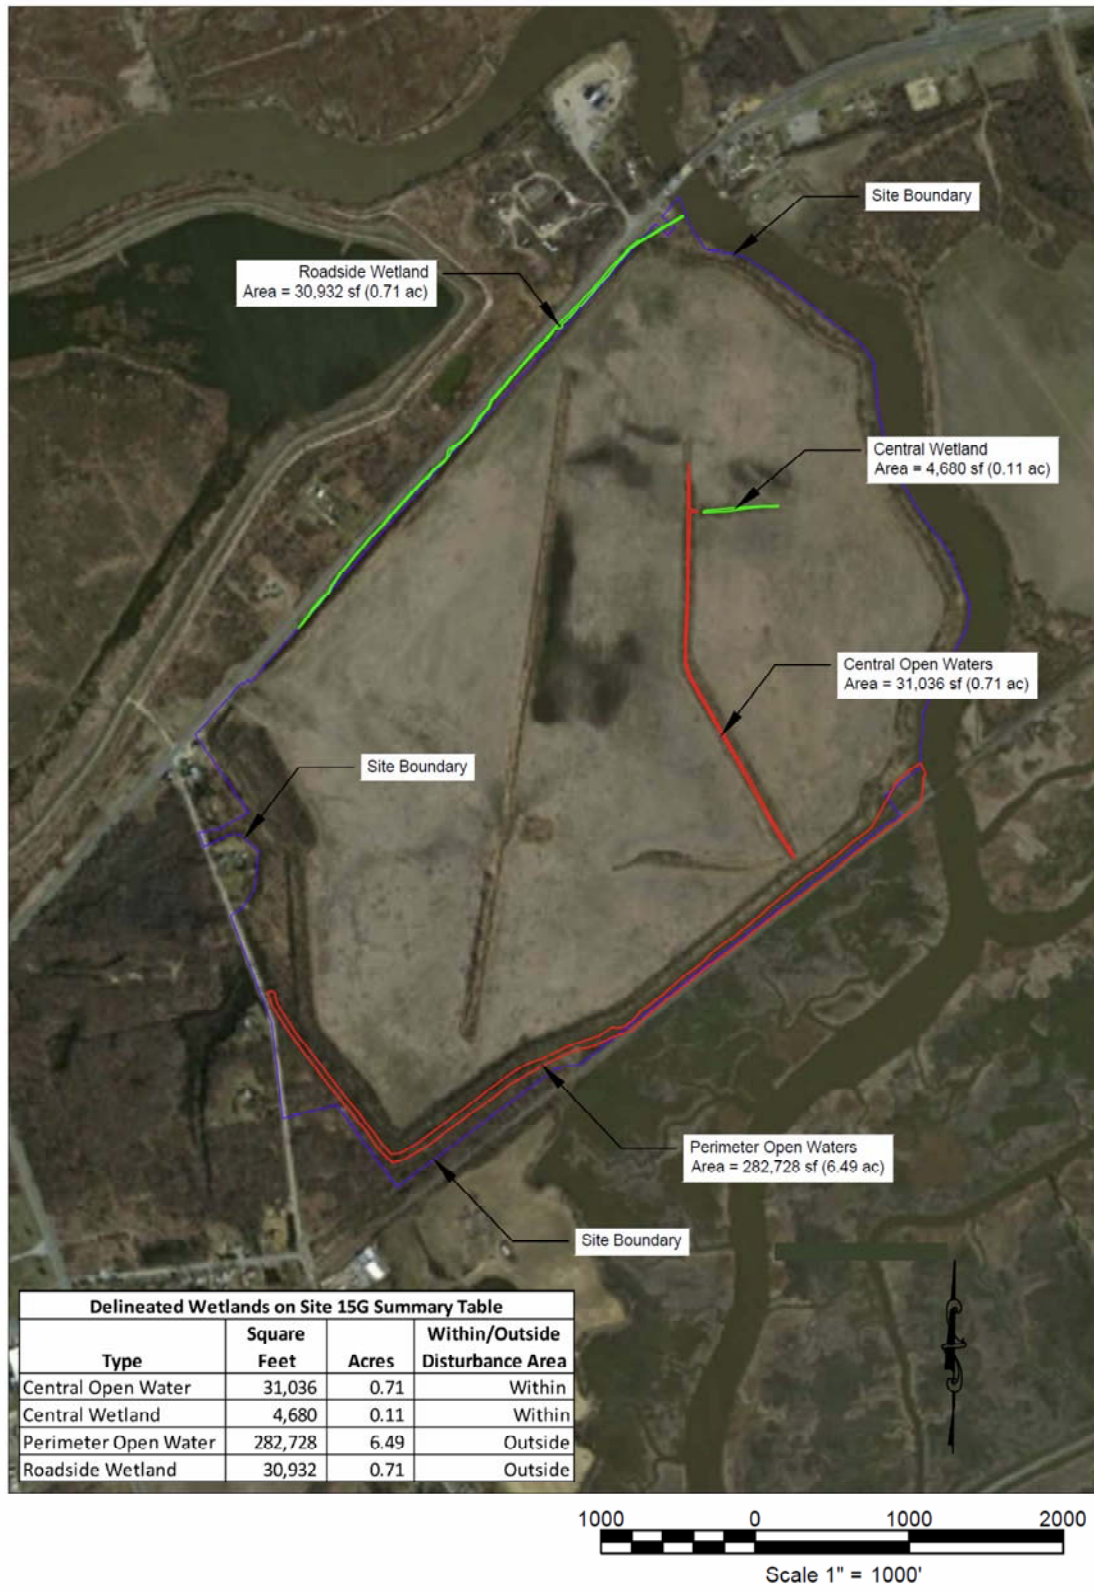 Site Boundary
Roadside Wetland
Area = 30,932 sf (0.71 ac)
Central Wetland
Area = 4,680 sf (0.11 ac)
Central Open Waters
Area = 31,036 sf (0.71 ac)
Site Boundary
Perimeter Open Waters
Area = 282,728 sf (6.49 ac)
Site Boundary
Delineated Wetlands on Site 15G Summary Table
Square Within/Outside
Type Feet Acres Disturbance Area
Central Open Water 31,036 0.71 Within
Central Wetland 4,680 0.11 Within
Perimeter Open Water 282,728 6.49 Outside
Roadside Wetland 30,932 0.71 Outside
1000 0 1000 2000
Scale 1" = 1000'